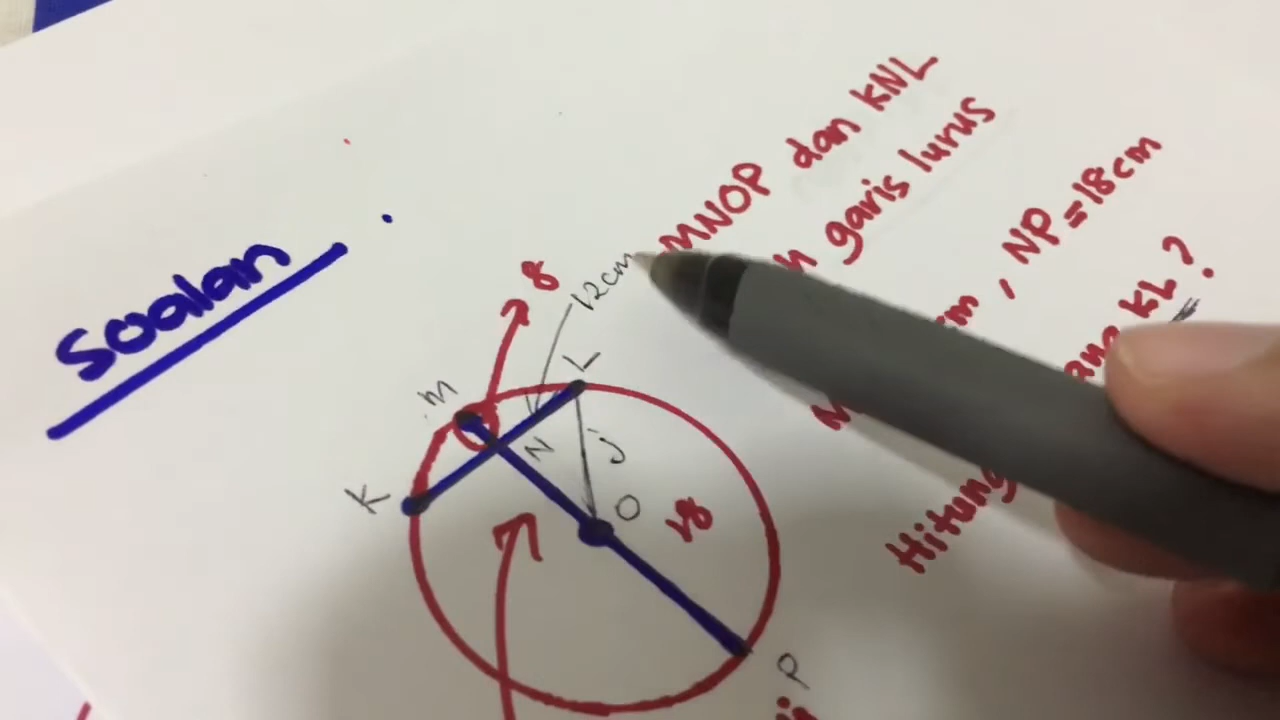 Soalan
MNOP dan KNL
garis lurus
, NP = 18cm
Hitung
KL?
8
12cm
M
L
N
K
j
O
18
P